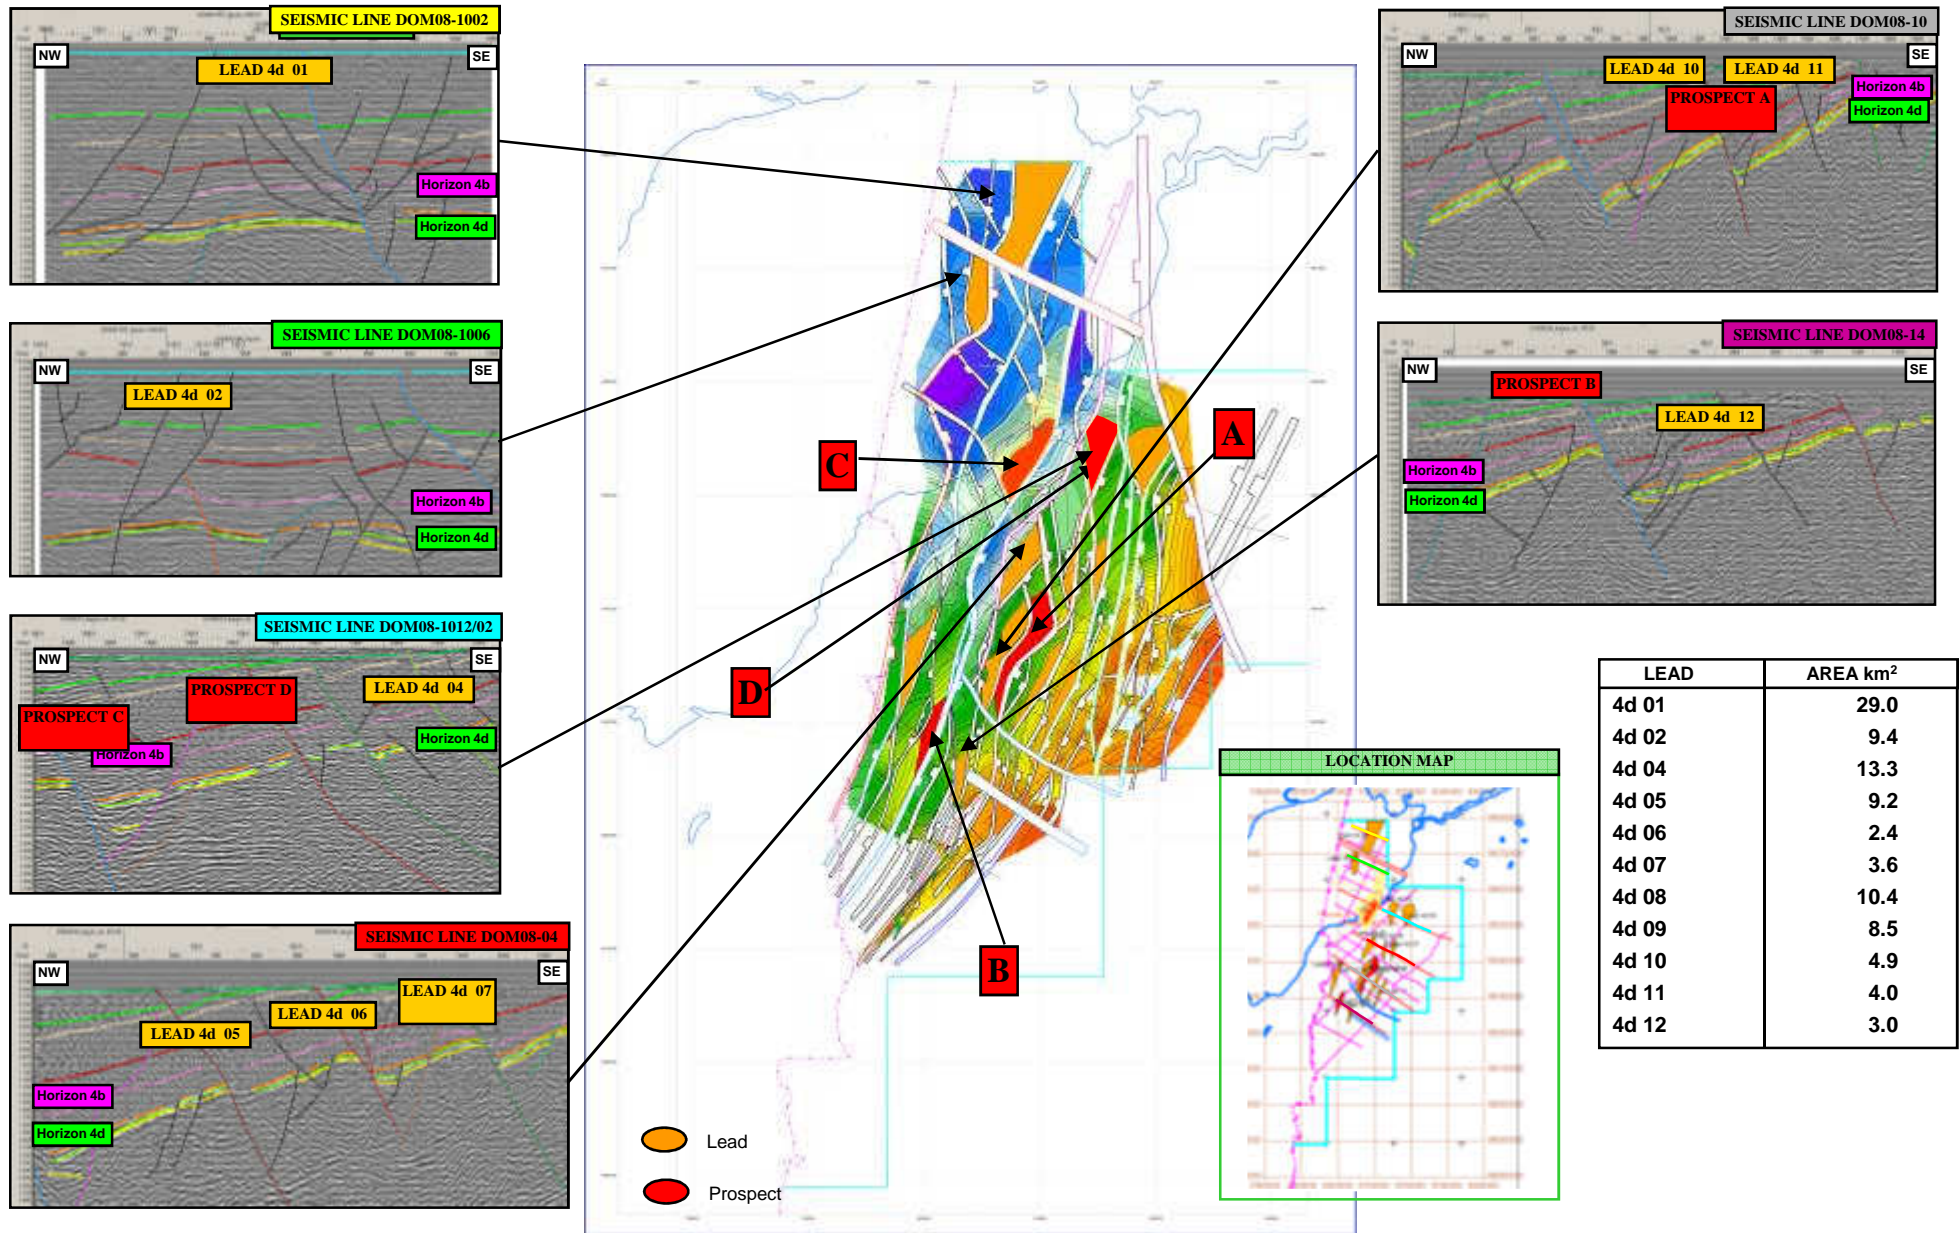 SEISMIC LINE DOM08-1002
NW
SE
LEAD 4d 01
Horizon 4b
Horizon 4d
SEISMIC LINE DOM08-1006
NW
SE
LEAD 4d 02
Horizon 4b
Horizon 4d
SEISMIC LINE DOM08-1012/02
NW
SE
PROSPECT D
LEAD 4d 04
PROSPECT C
Horizon 4b
Horizon 4d
SEISMIC LINE DOM08-04
NW
SE
LEAD 4d 07
LEAD 4d 06
LEAD 4d 05
Horizon 4b
Horizon 4d
C
A
D
B
Lead
Prospect
SEISMIC LINE DOM08-10
NW
SE
LEAD 4d 10
LEAD 4d 11
PROSPECT A
Horizon 4b
Horizon 4d
SEISMIC LINE DOM08-14
NW
SE
PROSPECT B
LEAD 4d 12
Horizon 4b
Horizon 4d
LOCATION MAP
LEAD AREA km²
4d 01 29.0
4d 02 9.4
4d 04 13.3
4d 05 9.2
4d 06 2.4
4d 07 3.6
4d 08 10.4
4d 09 8.5
4d 10 4.9
4d 11 4.0
4d 12 3.0